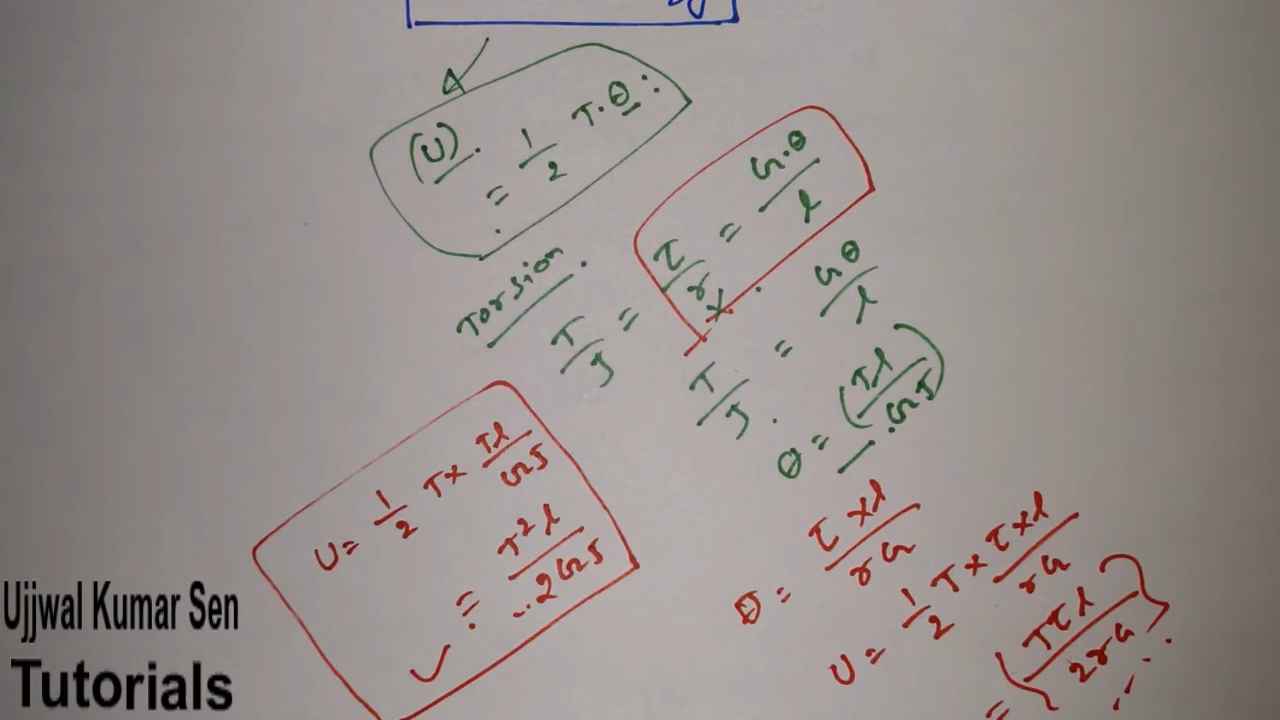 (U) = 1/2 T.θ
Torsion
T/J = τ/r = G.θ/l
T/J = Gθ/l
θ = (Tl/GJ)
U = 1/2 T × Tl/GJ
= T²l/2GJ
θ = τ×l/rG
U = 1/2 T × τ×l/rG
= (Tτl/2rG)
Ujjwal Kumar Sen
Tutorials